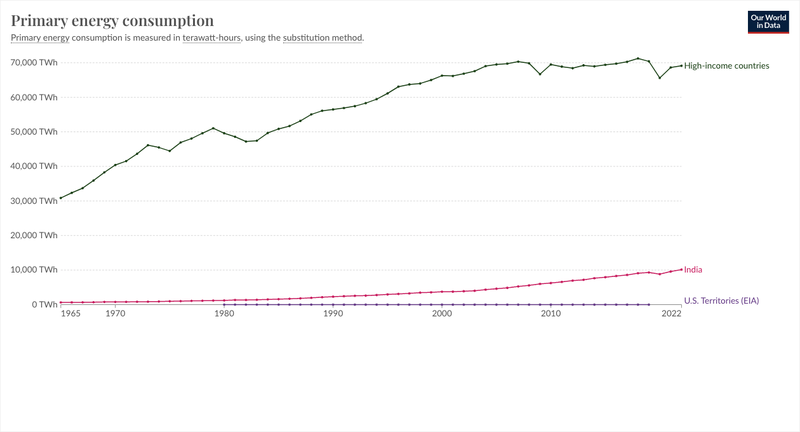 Primary energy consumption
Primary energy consumption is measured in terawatt-hours, using the substitution method.
Our World
in Data
70,000 TWh
60,000 TWh
50,000 TWh
40,000 TWh
30,000 TWh
20,000 TWh
10,000 TWh
0 TWh
High-income countries
India
U.S. Territories (EIA)
1965 1970 1980 1990 2000 2010 2022